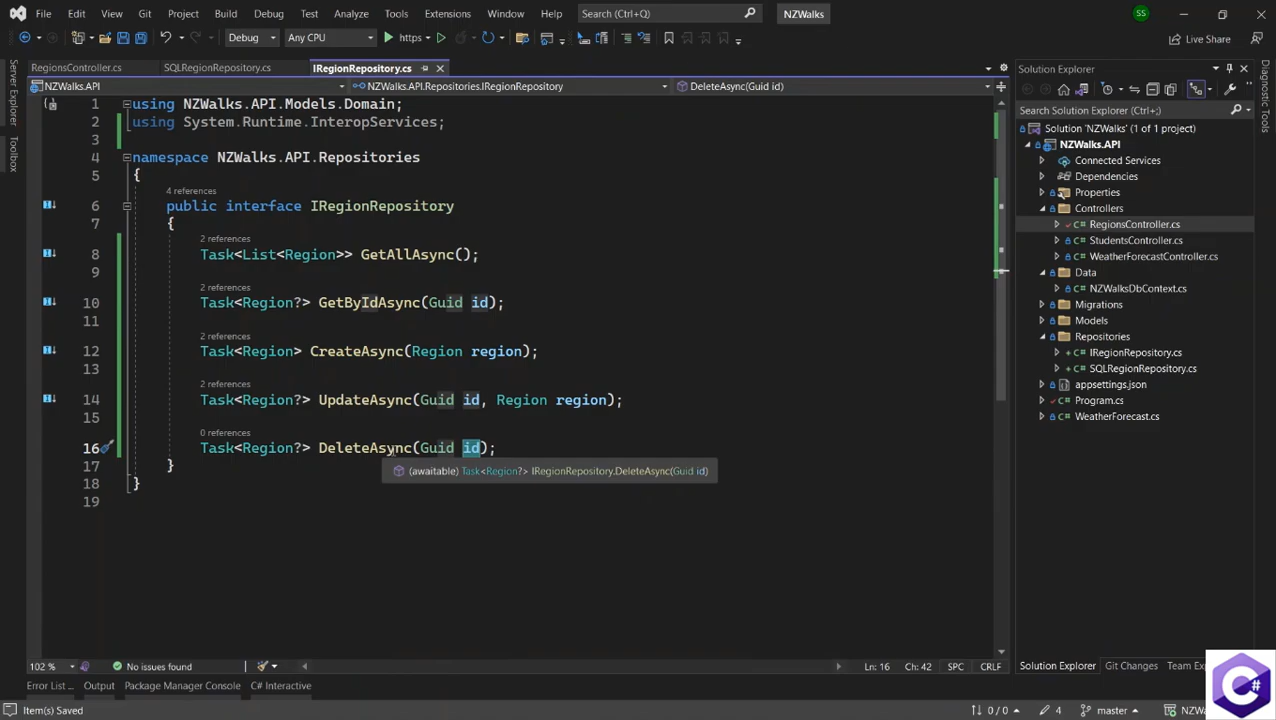 File Edit View Git Project Build Debug Test Analyze Tools Extensions Window Help Search (Ctrl+/) NZWalks SS
Debug Any CPU https Live Share
RegionsController.cs SQLRegionRepository.cs IRegionRepository.cs
NZWalks.API NZWalks.API.Repositories.IRegionRepository DeleteAsync(Guid id)
Server Explorer
Toolbox
1 using NZWalks.API.Models.Domain;
2 using System.Runtime.InteropServices;
3
4 namespace NZWalks.API.Repositories
5 {
4 references
6 public interface IRegionRepository
7 {
2 references
8 Task<List<Region>> GetAllAsync();
9
2 references
10 Task<Region?> GetByIdAsync(Guid id);
11
2 references
12 Task<Region> CreateAsync(Region region);
13
2 references
14 Task<Region?> UpdateAsync(Guid id, Region region);
15
0 references
16 Task<Region?> DeleteAsync(Guid id);
(awaitable) Task<Region?> IRegionRepository.DeleteAsync(Guid id)
17 }
18 }
19
102 % No issues found Ln: 16 Ch: 42 SPC CRLF
Error List ... Output Package Manager Console C# Interactive
Item(s) Saved 0 / 0 4 master NZW
Solution Explorer
Search Solution Explorer (Ctrl+;)
Solution 'NZWalks' (1 of 1 project)
NZWalks.API
Connected Services
Dependencies
Properties
Controllers
C# RegionsController.cs
C# StudentsController.cs
C# WeatherForecastController.cs
Data
C# NZWalksDbContext.cs
Migrations
Models
Repositories
C# IRegionRepository.cs
C# SQLRegionRepository.cs
appsettings.json
C# Program.cs
C# WeatherForecast.cs
Solution Explorer Git Changes Team Exp
Diagnostic Tools
C#